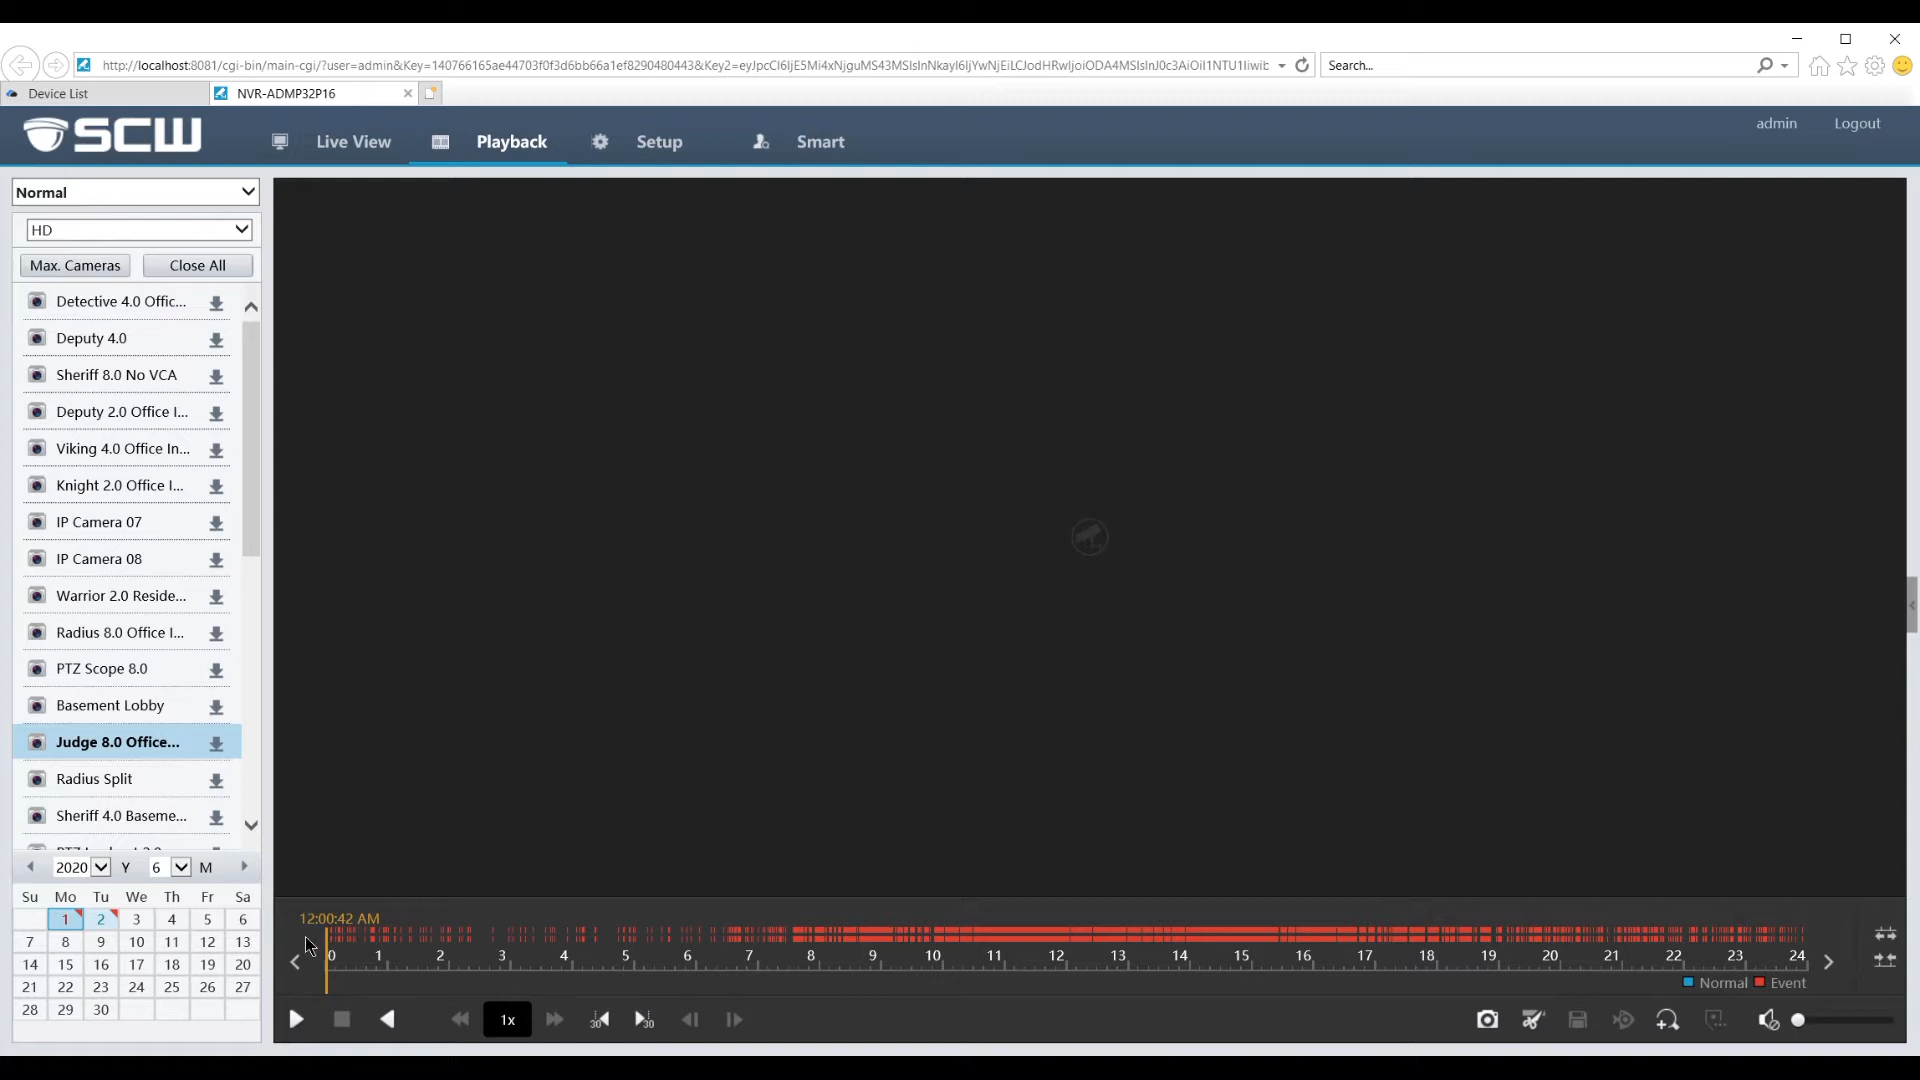 http://localhost:8081/cgi-bin/main-cgi/?user=admin&Key=140766165ae44703f0f3d6bb66a1ef8290480443&Key2=eyJpcCI6IjE5Mi4xNjguMS43MSIsInNkayI6IjYwNjEiLCJodHRwIjoiODA4MSIsInJ0c3AiOiI1NTU1Iiwib
Search...
Device List
NVR-ADMP32P16
SCW
Live View
Playback
Setup
Smart
admin
Logout
Normal
HD
Max. Cameras Close All
Detective 4.0 Offic...
Deputy 4.0
Sheriff 8.0 No VCA
Deputy 2.0 Office I...
Viking 4.0 Office In...
Knight 2.0 Office I...
IP Camera 07
IP Camera 08
Warrior 2.0 Reside...
Radius 8.0 Office I...
PTZ Scope 8.0
Basement Lobby
Judge 8.0 Office...
Radius Split
Sheriff 4.0 Baseme...
2020 Y 6 M
Su Mo Tu We Th Fr Sa
1 2 3 4 5 6
7 8 9 10 11 12 13
14 15 16 17 18 19 20
21 22 23 24 25 26 27
28 29 30
12:00:42 AM
0 1 2 3 4 5 6 7 8 9 10 11 12 13 14 15 16 17 18 19 20 21 22 23 24
Normal Event
1x
30
30